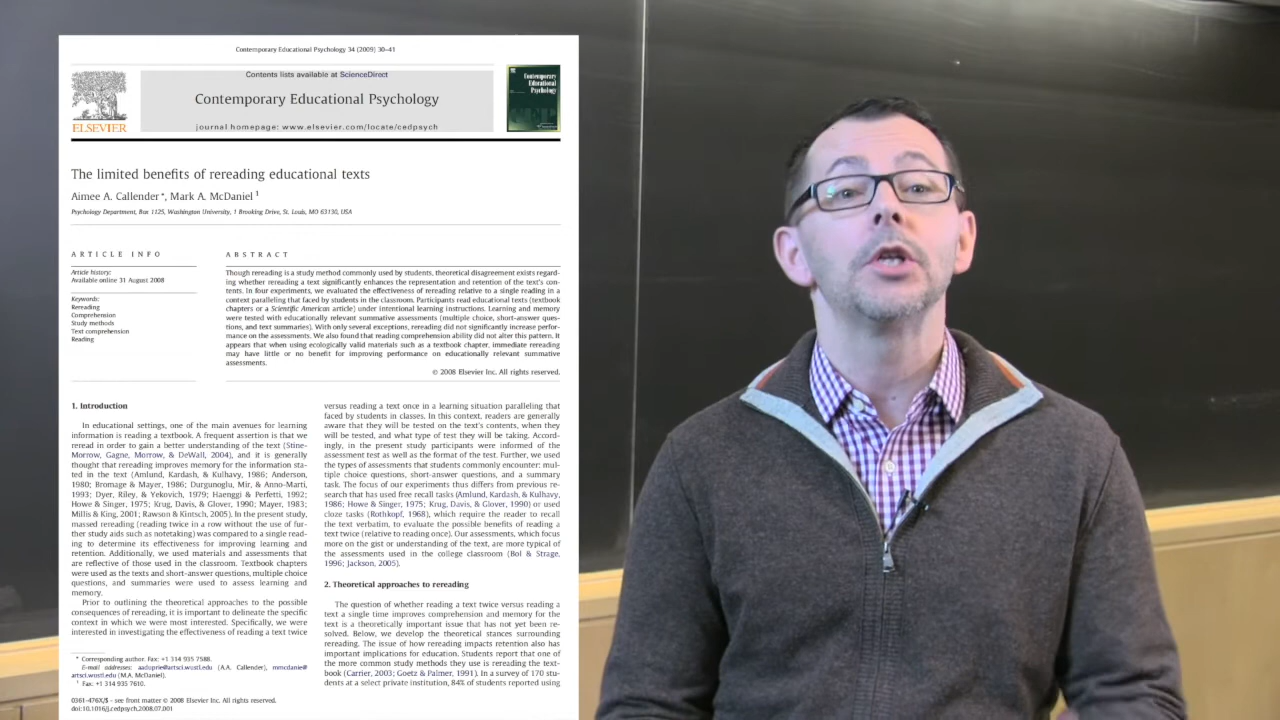 Contemporary Educational Psychology 34 (2009) 30–41
Contents lists available at ScienceDirect
Contemporary Educational Psychology
journal homepage: www.elsevier.com/locate/cedpsych
ELSEVIER
Contemporary
Educational
Psychology
The limited benefits of rereading educational texts
Aimee A. Callender *, Mark A. McDaniel 1
Psychology Department, Box 1125, Washington University, 1 Brooking Drive, St. Louis, MO 63130, USA
ARTICLE INFO
Article history:
Available online 31 August 2008
Keywords:
Rereading
Comprehension
Study methods
Text comprehension
Reading
ABSTRACT
Though rereading is a study method commonly used by students, theoretical disagreement exists regard-
ing whether rereading a text significantly enhances the representation and retention of the text's con-
tents. In four experiments, we evaluated the effectiveness of rereading relative to a single reading in a
context paralleling that faced by students in the classroom. Participants read educational texts (textbook
chapters or a Scientific American article) under intentional learning instructions. Learning and memory
were tested with educationally relevant summative assessments (multiple choice, short-answer ques-
tions, and text summaries). With only several exceptions, rereading did not significantly increase perfor-
mance on the assessments. We also found that reading comprehension ability did not alter this pattern. It
appears that when using ecologically valid materials such as a textbook chapter, immediate rereading
may have little or no benefit for improving performance on educationally relevant summative
assessments.
© 2008 Elsevier Inc. All rights reserved.
1. Introduction
In educational settings, one of the main avenues for learning
information is reading a textbook. A frequent assertion is that we
reread in order to gain a better understanding of the text (Stine-
Morrow, Gagne, Morrow, & DeWall, 2004), and it is generally
thought that rereading improves memory for the information sta-
ted in the text (Amlund, Kardash, & Kulhavy, 1986; Anderson,
1980; Bromage & Mayer, 1986; Durgunoglu, Mir, & Anno-Marti,
1993; Dyer, Riley, & Yekovich, 1979; Haenggi & Perfetti, 1992;
Howe & Singer, 1975; Krug, Davis, & Glover, 1990; Mayer, 1983;
Millis & King, 2001; Rawson & Kintsch, 2005). In the present study,
massed rereading (reading twice in a row without the use of fur-
ther study aids such as notetaking) was compared to a single read-
ing to determine its effectiveness for improving learning and
retention. Additionally, we used materials and assessments that
are reflective of those used in the classroom. Textbook chapters
were used as the texts and short-answer questions, multiple choice
questions, and summaries were used to assess learning and
memory.
Prior to outlining the theoretical approaches to the possible
consequences of rereading, it is important to delineate the specific
context in which we were most interested. Specifically, we were
interested in investigating the effectiveness of reading a text twice
* Corresponding author. Fax: +1 314 935 7588.
E-mail addresses: aaduprie@artsci.wustl.edu (A.A. Callender), mmcdanie@
artsci.wustl.edu (M.A. McDaniel).
1 Fax: +1 314 935 7610.
0361-476X/$ - see front matter © 2008 Elsevier Inc. All rights reserved.
doi:10.1016/j.cedpsych.2008.07.001
versus reading a text once in a learning situation paralleling that
faced by students in classes. In this context, readers are generally
aware that they will be tested on the text's contents, when they
will be tested, and what type of test they will be taking. Accord-
ingly, in the present study participants were informed of the
assessment test as well as the format of the test. Further, we used
the types of assessments that students commonly encounter: mul-
tiple choice questions, short-answer questions, and a summary
task. The focus of our experiments thus differs from previous re-
search that has used free recall tasks (Amlund, Kardash, & Kulhavy,
1986; Howe & Singer, 1975; Krug, Davis, & Glover, 1990) or used
cloze tasks (Rothkopf, 1968), which require the reader to recall
the text verbatim, to evaluate the possible benefits of reading a
text twice (relative to reading once). Our assessments, which focus
more on the gist or understanding of the text, are more typical of
the assessments used in the college classroom (Bol & Strage,
1996; Jackson, 2005).
2. Theoretical approaches to rereading
The question of whether reading a text twice versus reading a
text a single time improves comprehension and memory for the
text is a theoretically important issue that has not yet been re-
solved. Below, we develop the theoretical stances surrounding
rereading. The issue of how rereading impacts retention also has
important implications for education. Students report that one of
the more common study methods they use is rereading the text-
book (Carrier, 2003; Goetz & Palmer, 1991). In a survey of 170 stu-
dents at a select private institution, 84% of students reported using